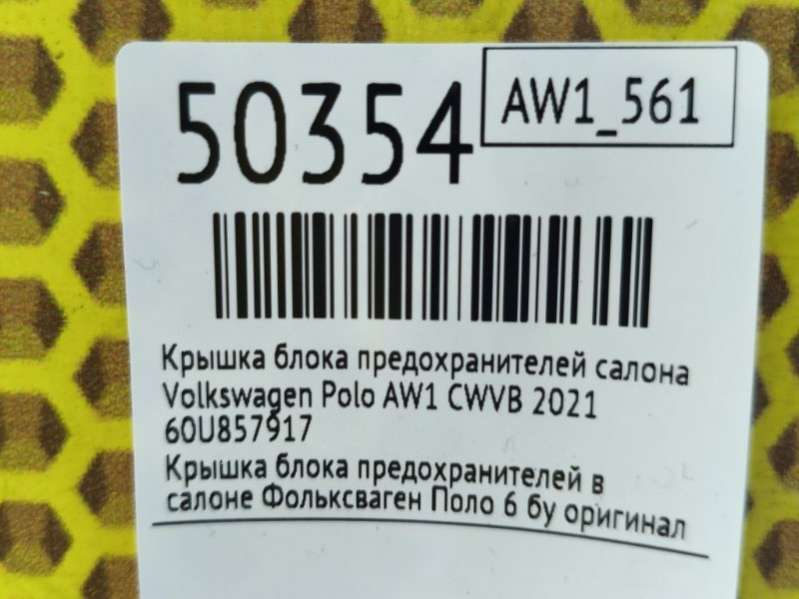 50354
AW1_561
Крышка блока предохранителей салона
Volkswagen Polo AW1 CWVB 2021
60U857917
Крышка блока предохранителей в
салоне Фольксваген Поло 6 бу оригинал